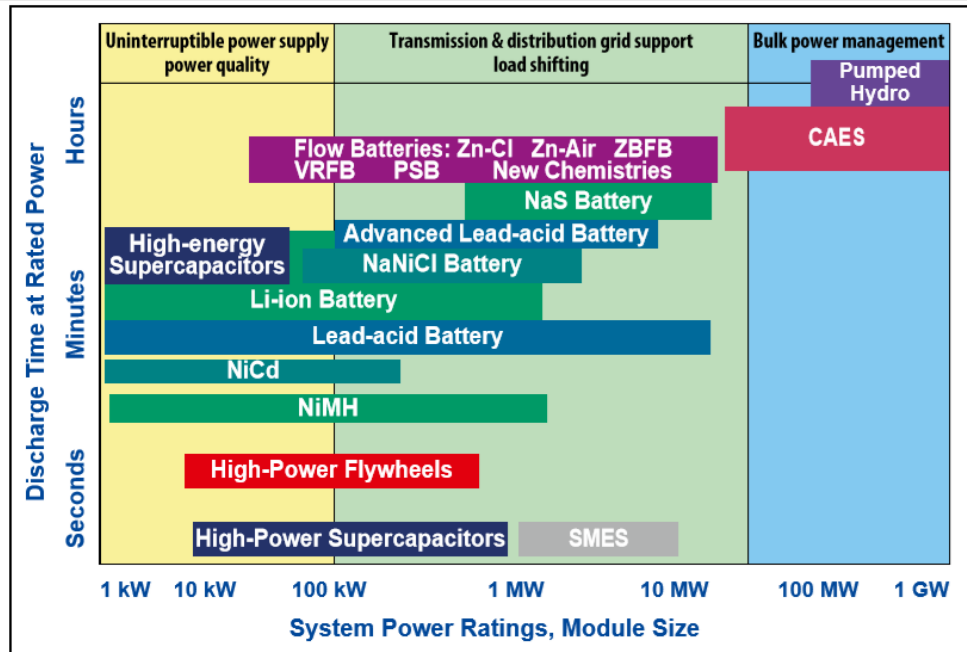 Uninterruptible power supply
power quality
Transmission & distribution grid support
load shifting
Bulk power management
Pumped
Hydro
CAES
Flow Batteries: Zn-Cl Zn-Air ZBFB
VRFB PSB New Chemistries
NaS Battery
Advanced Lead-acid Battery
High-energy
Supercapacitors
NaNiCl Battery
Li-ion Battery
Lead-acid Battery
NiCd
NiMH
High-Power Flywheels
High-Power Supercapacitors
SMES
Discharge Time at Rated Power
Hours
Minutes
Seconds
1 kW 10 kW 100 kW 1 MW 10 MW 100 MW 1 GW
System Power Ratings, Module Size